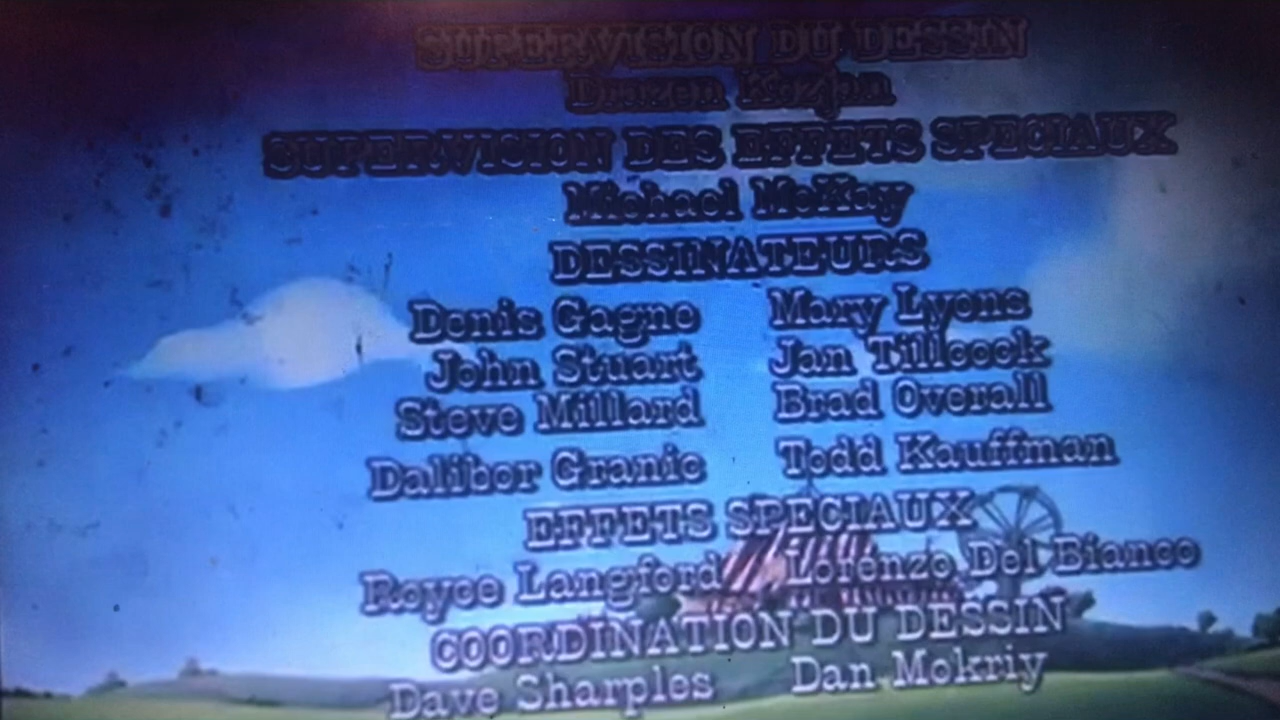 SUPERVISION DU DESSIN
Drazen Kozjan
SUPERVISION DES EFFETS SPECIAUX
Michael McKay
DESSINATEURS
Denis Gagne Mary Lyons
John Stuart Jan Tillcock
Steve Millard Brad Overall
Dalibor Granic Todd Kauffman
EFFETS SPECIAUX
Royce Langford Lorenzo Del Bianco
COORDINATION DU DESSIN
Dave Sharples Dan Mokriy